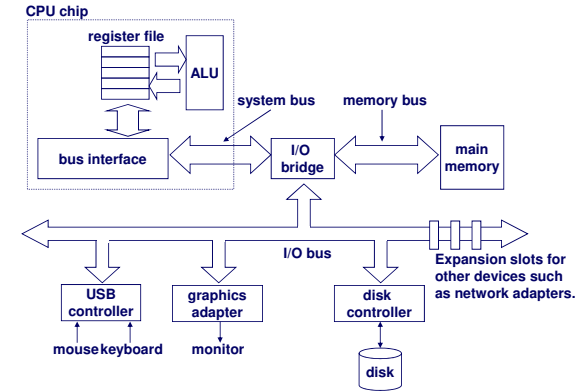 CPU chip
register file
ALU
system bus
memory bus
bus interface
I/O
bridge
main
memory
I/O bus
Expansion slots for
other devices such
as network adapters.
USB
controller
graphics
adapter
disk
controller
mouse keyboard
monitor
disk